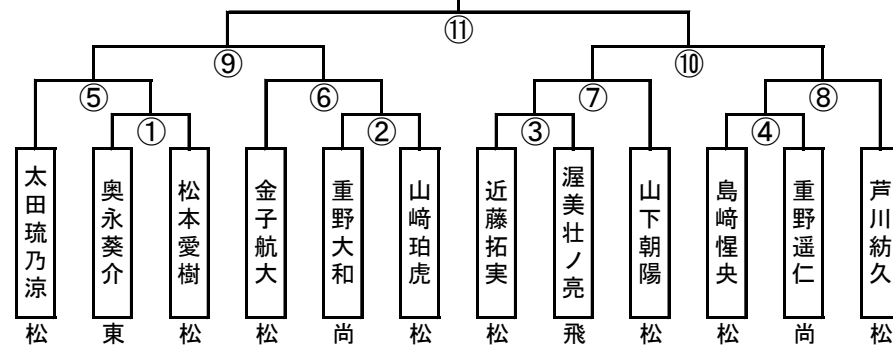 ⑪
⑨
⑩
⑤
⑥
⑦
⑧
①
②
③
④
太田琉乃涼
奥永葵介
松本愛樹
金子航大
重野大和
山﨑珀虎
近藤拓実
渥美壮ノ亮
山下朝陽
島﨑惺央
重野遥仁
芦川紡久
松
東
松
松
尚
松
松
飛
松
松
尚
松